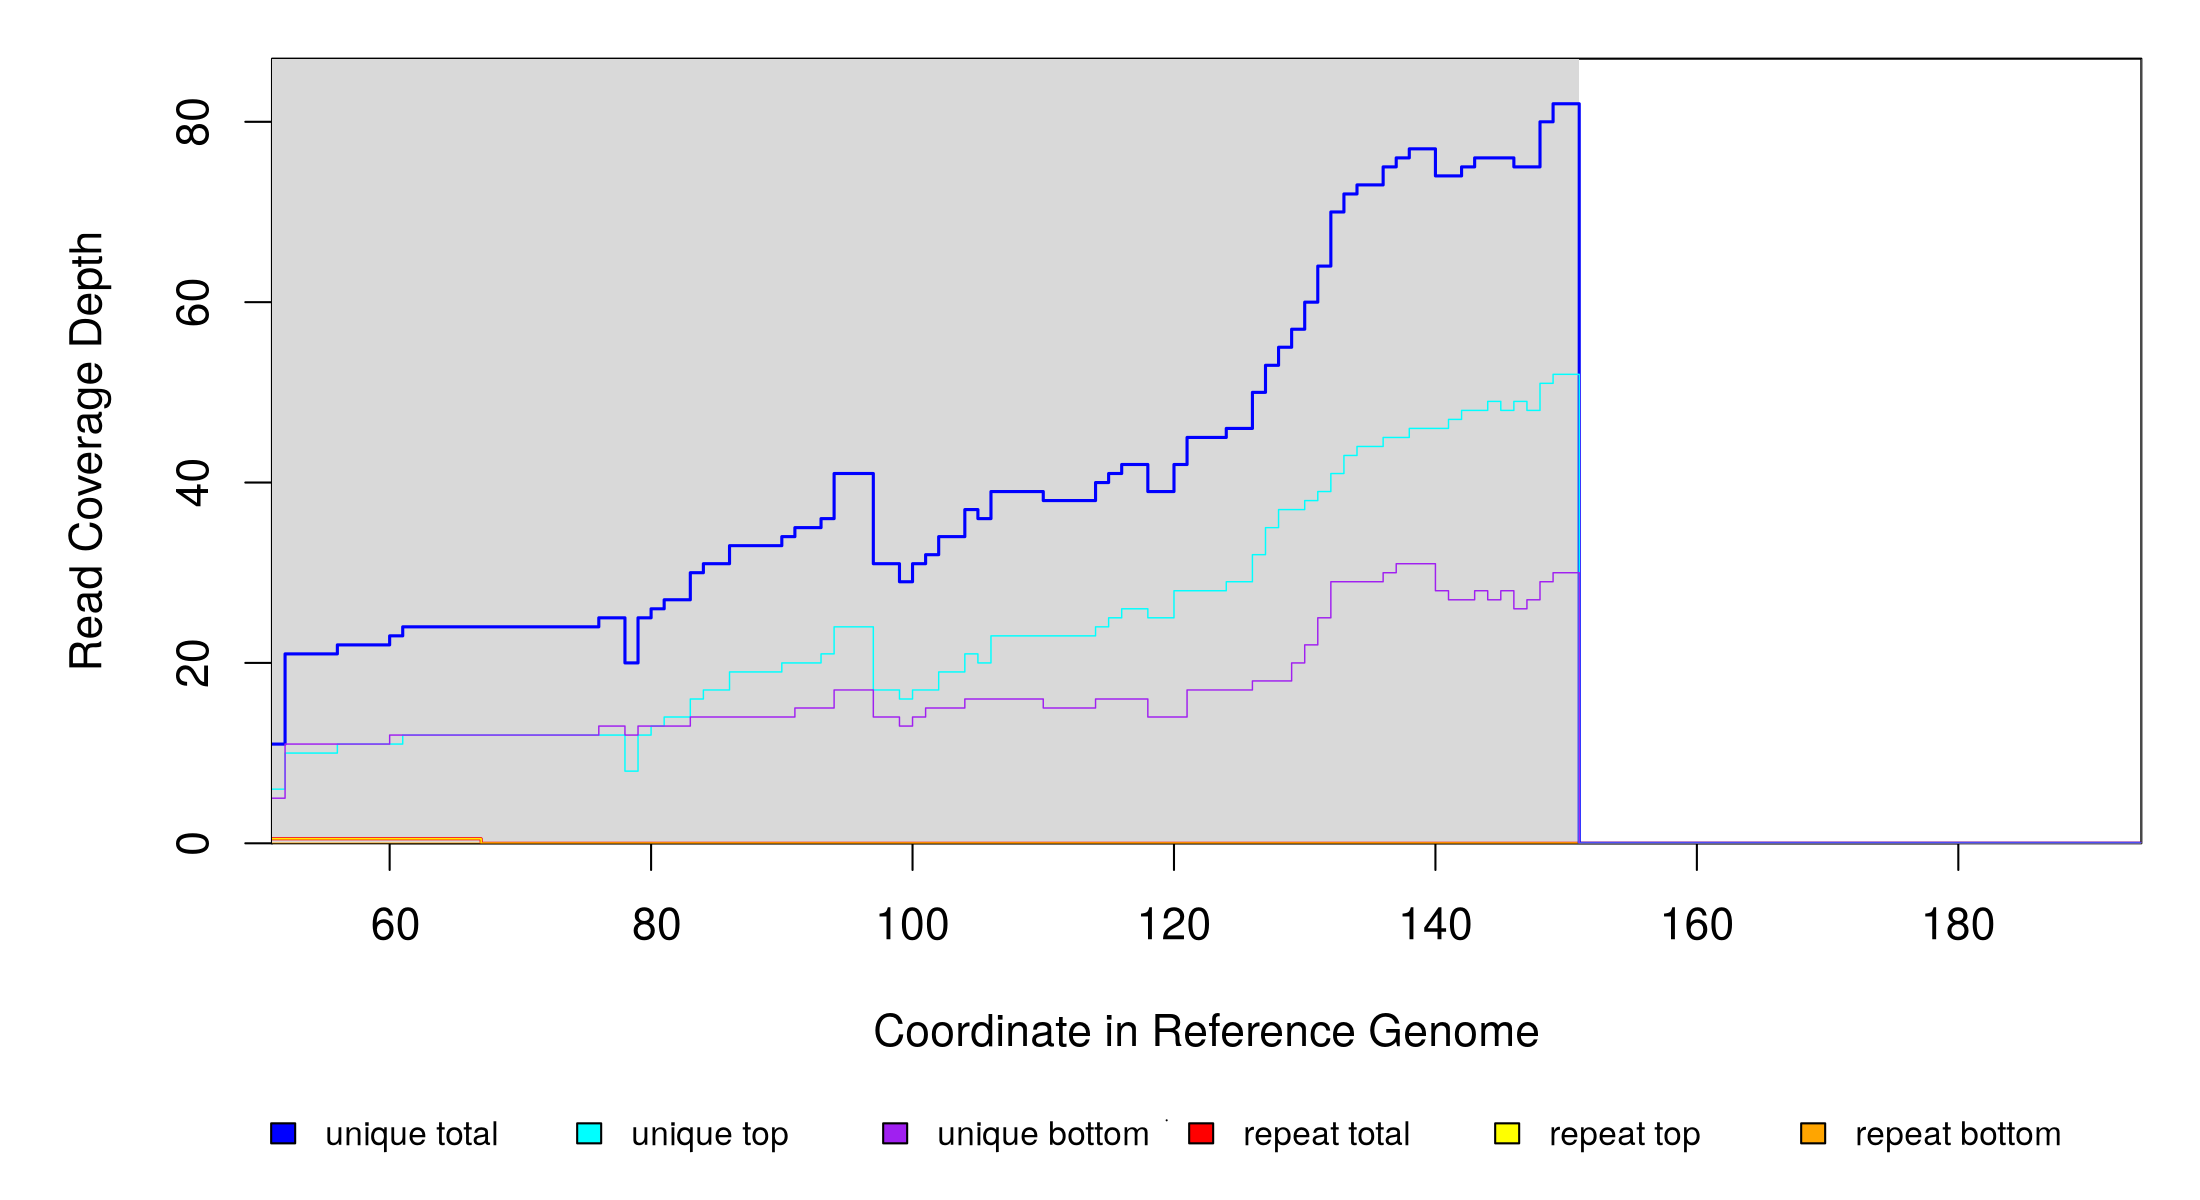 Read Coverage Depth
80
60
40
20
0
60 80 100 120 140 160 180
Coordinate in Reference Genome
unique total unique top unique bottom repeat total repeat top repeat bottom